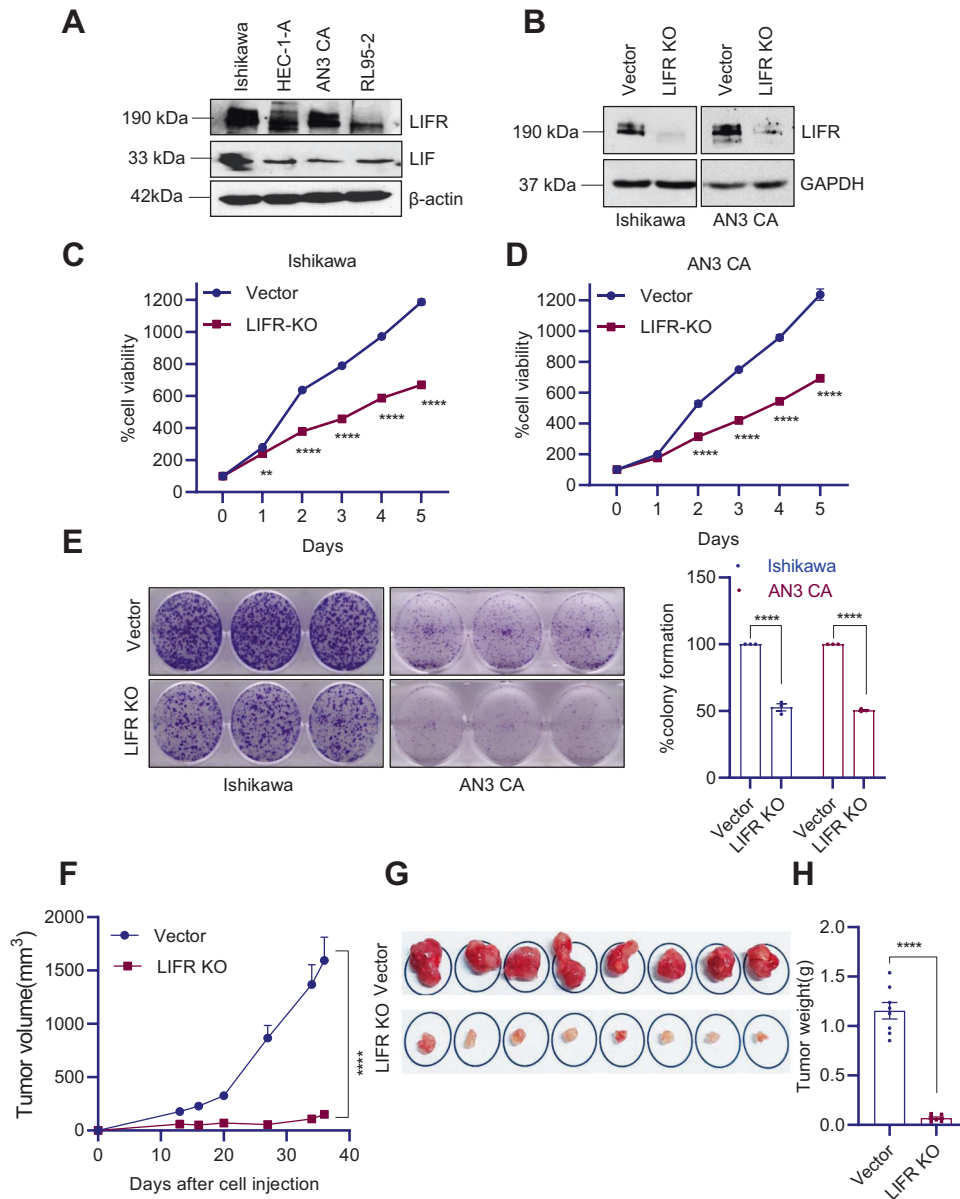 A
Ishikawa HEC-1-A AN3 CA RL95-2
190 kDa LIFR
33 kDa LIF
42kDa β-actin
B
Vector LIFR KO Vector LIFR KO
190 kDa LIFR
37 kDa GAPDH
Ishikawa AN3 CA
C
Ishikawa
Vector
LIFR-KO
%cell viability
1200
1000
800
600
400
200
0
** **** **** **** ****
0 1 2 3 4 5
Days
D
AN3 CA
Vector
LIFR-KO
%cell viability
1200
1000
800
600
400
200
0
**** **** **** ****
0 1 2 3 4 5
Days
E
Vector
LIFR KO
Ishikawa AN3 CA
Ishikawa
AN3 CA
%colony formation
150
100
50
0
**** ****
Vector LIFR KO Vector LIFR KO
F
Vector
LIFR KO
Tumor volume(mm³)
2000
1500
1000
500
0
****
0 10 20 30 40
Days after cell injection
G
Vector
LIFR KO
H
Tumor weight(g)
2.0
1.5
1.0
0.5
0.0
****
Vector LIFR KO